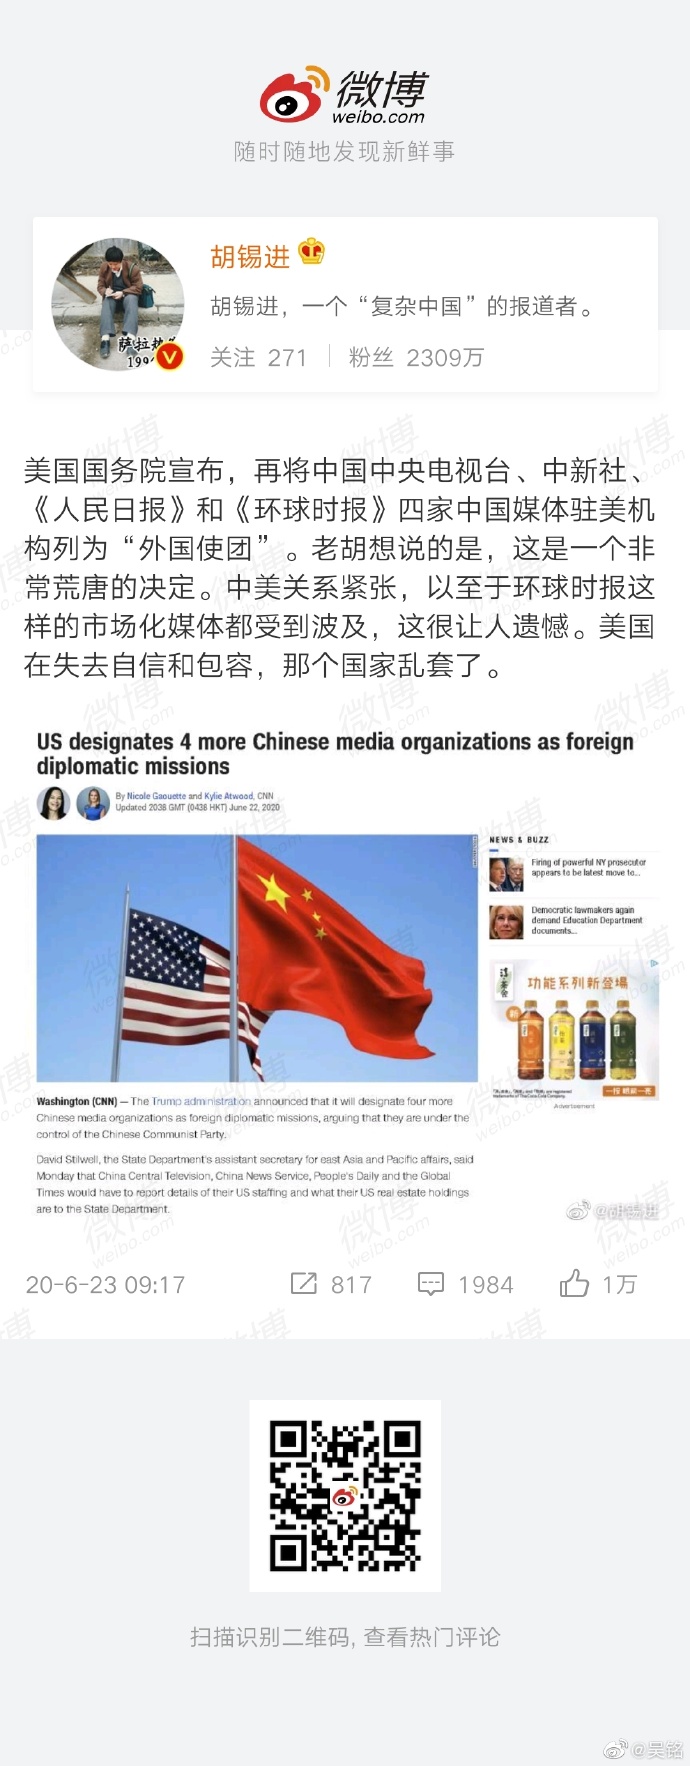 微博
weibo.com
随时随地发现新鲜事
胡锡进
胡锡进，一个“复杂中国”的报道者。
关注 271 粉丝 2309万
萨拉热
199
美国国务院宣布，再将中国中央电视台、中新社、
《人民日报》和《环球时报》四家中国媒体驻美机
构列为“外国使团”。老胡想说的是，这是一个非
常荒唐的决定。中美关系紧张，以至于环球时报这
样的市场化媒体都受到波及，这很让人遗憾。美国
在失去自信和包容，那个国家乱套了。
US designates 4 more Chinese media organizations as foreign
diplomatic missions
By Nicole Gaouette and Kylie Atwood, CNN
Updated 2038 GMT (0438 HKT) June 22, 2020
NEWS & BUZZ
Firing of powerful NY prosecutor
appears to be latest move to...
Democratic lawmakers again
demand Education Department
documents...
功能系列新登場
新
一按 睇前一亮
Advertisement
Washington (CNN) — The Trump administration announced that it will designate four more
Chinese media organizations as foreign diplomatic missions, arguing that they are under the
control of the Chinese Communist Party.
David Stilwell, the State Department's assistant secretary for east Asia and Pacific affairs, said
Monday that China Central Television, China News Service, People's Daily and the Global
Times would have to report details of their US staffing and what their US real estate holdings
are to the State Department.
@胡锡进
20-6-23 09:17 817 1984 1万
扫描识别二维码, 查看热门评论
@吴铭